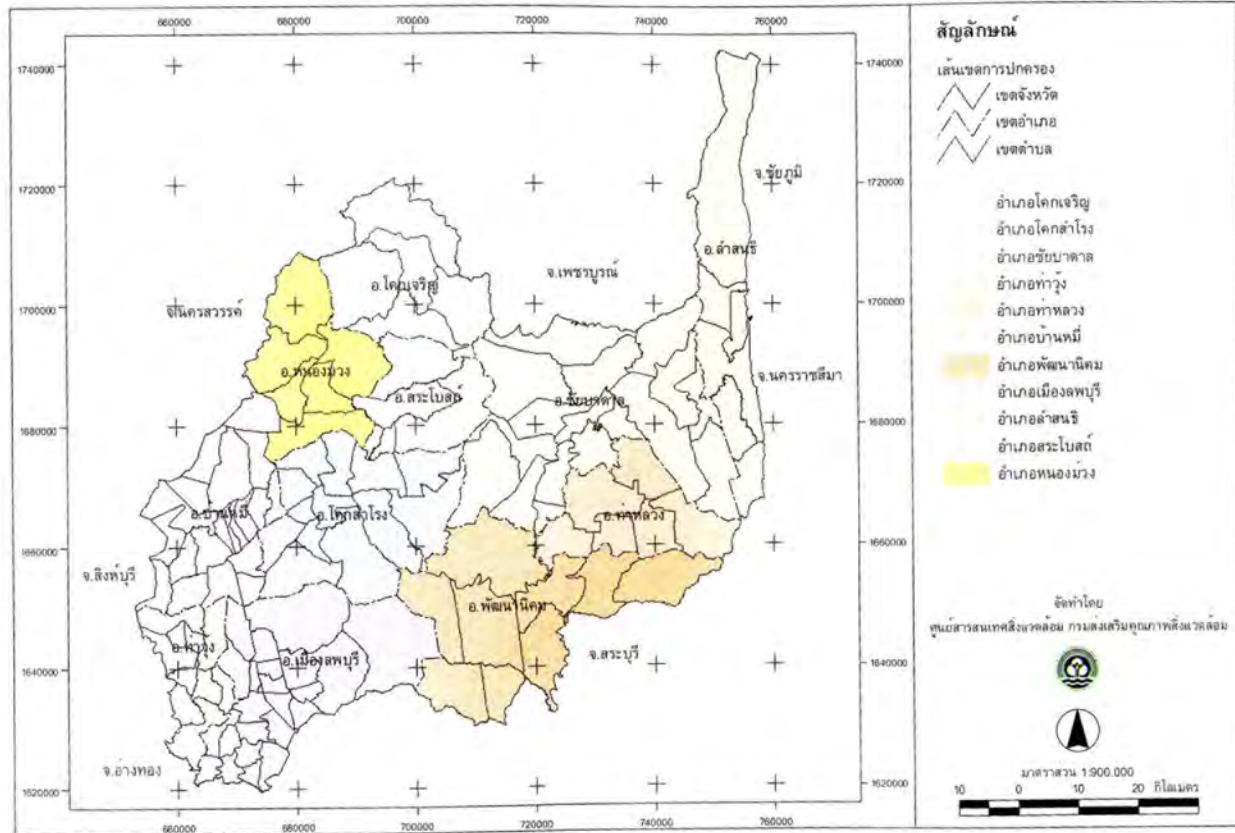 660000 680000 700000 720000 740000 760000
1740000 1740000
1720000 1720000
1700000 1700000
1680000 1680000
1660000 1660000
1640000 1640000
1620000 1620000
660000 680000 700000 720000 740000 760000
จ.ชัยภูมิ
อ.ลำสนธิ
จ.เพชรบูรณ์
อ.โคกเจริญ
จ.นครสวรรค์
อ.หนองม่วง
จ.นครราชสีมา
อ.สระโบสถ์
อ.ชัยบาดาล
อ.บ้านหมี่
อ.โคกสำโรง
อ.ท่าหลวง
จ.สิงห์บุรี
อ.พัฒนานิคม
อ.ท่าวุ้ง
อ.เมืองลพบุรี
จ.สระบุรี
จ.อ่างทอง
สัญลักษณ์
เส้นเขตการปกครอง
เขตจังหวัด
เขตอำเภอ
เขตตำบล
อำเภอโคกเจริญ
อำเภอโคกสำโรง
อำเภอชัยบาดาล
อำเภอท่าวุ้ง
อำเภอท่าหลวง
อำเภอบ้านหมี่
อำเภอพัฒนานิคม
อำเภอเมืองลพบุรี
อำเภอลำสนธิ
อำเภอสระโบสถ์
อำเภอหนองม่วง
จัดทำโดย
ศูนย์สารสนเทศสิ่งแวดล้อม กรมส่งเสริมคุณภาพสิ่งแวดล้อม
มาตราส่วน 1:900.000
10 0 10 20 กิโลเมตร